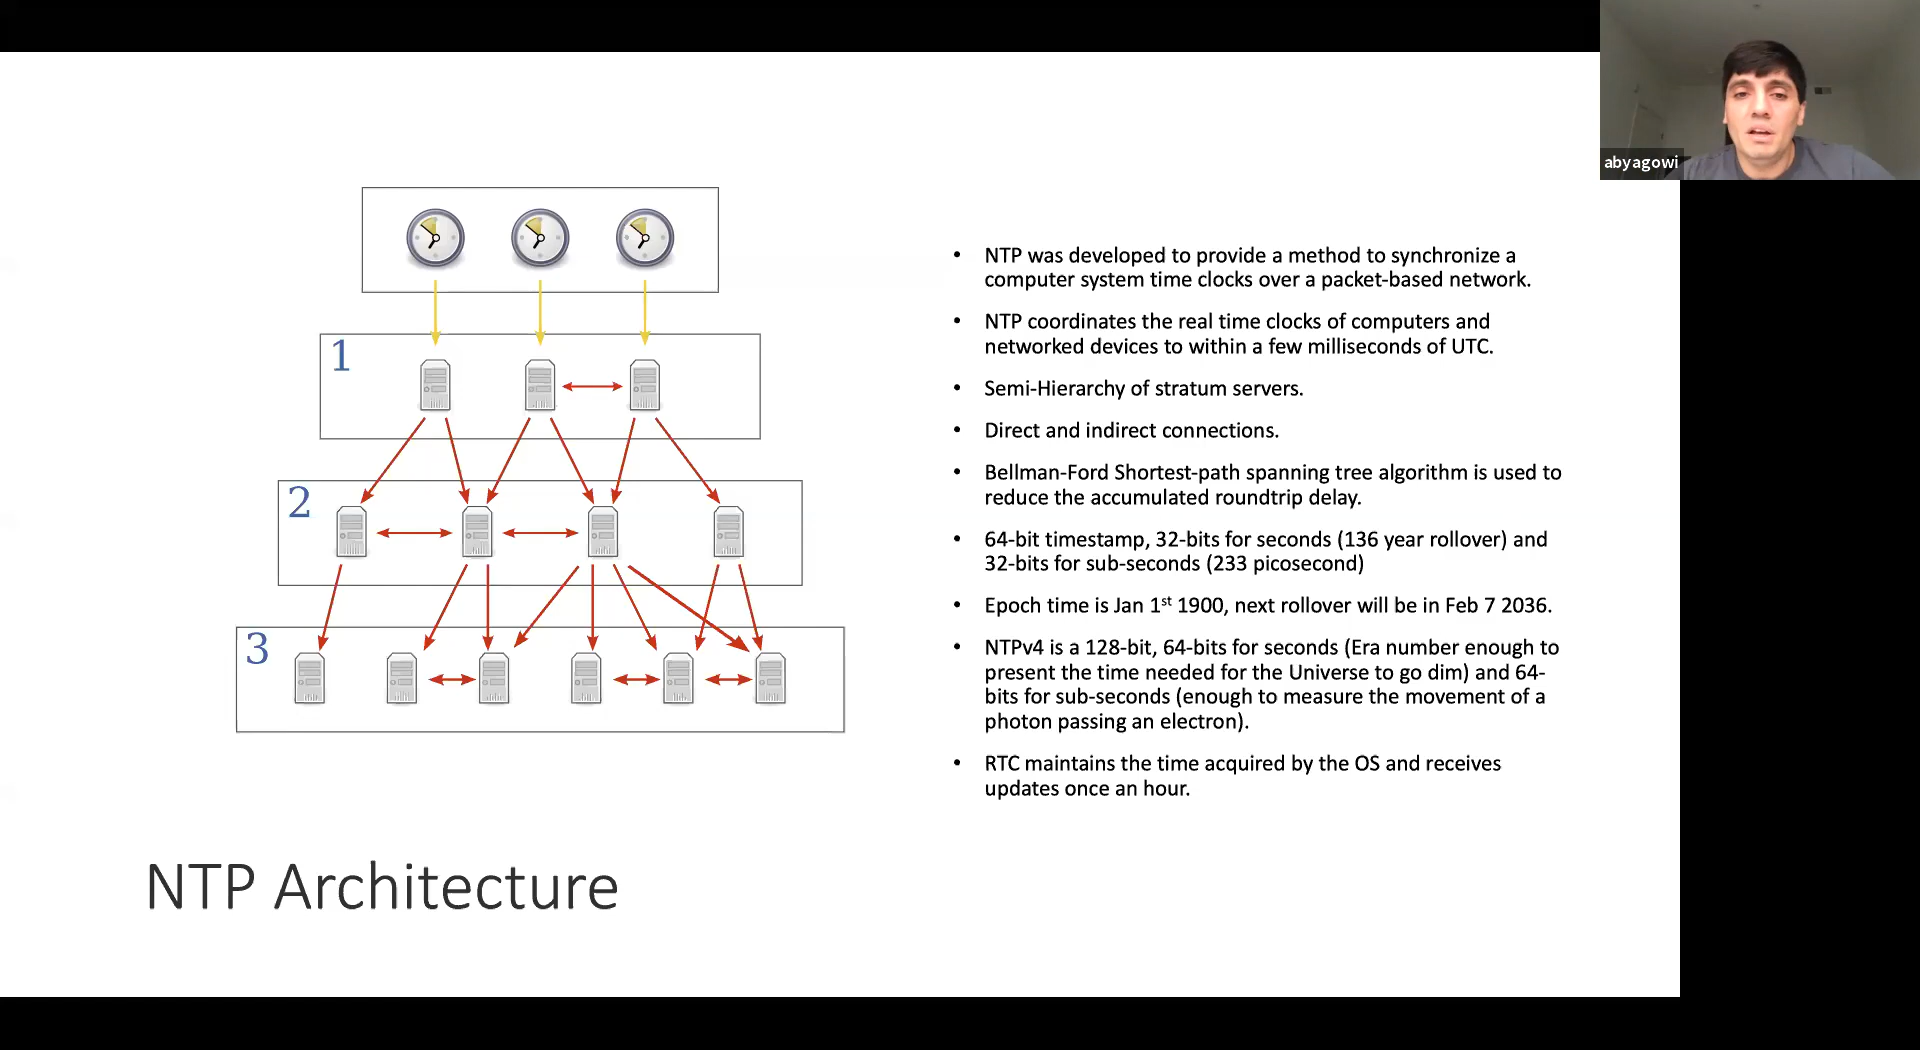 abyagowi
1
2
3
NTP Architecture
• NTP was developed to provide a method to synchronize a
computer system time clocks over a packet-based network.
• NTP coordinates the real time clocks of computers and
networked devices to within a few milliseconds of UTC.
• Semi-Hierarchy of stratum servers.
• Direct and indirect connections.
• Bellman-Ford Shortest-path spanning tree algorithm is used to
reduce the accumulated roundtrip delay.
• 64-bit timestamp, 32-bits for seconds (136 year rollover) and
32-bits for sub-seconds (233 picosecond)
• Epoch time is Jan 1st 1900, next rollover will be in Feb 7 2036.
• NTPv4 is a 128-bit, 64-bits for seconds (Era number enough to
present the time needed for the Universe to go dim) and 64-
bits for sub-seconds (enough to measure the movement of a
photon passing an electron).
• RTC maintains the time acquired by the OS and receives
updates once an hour.